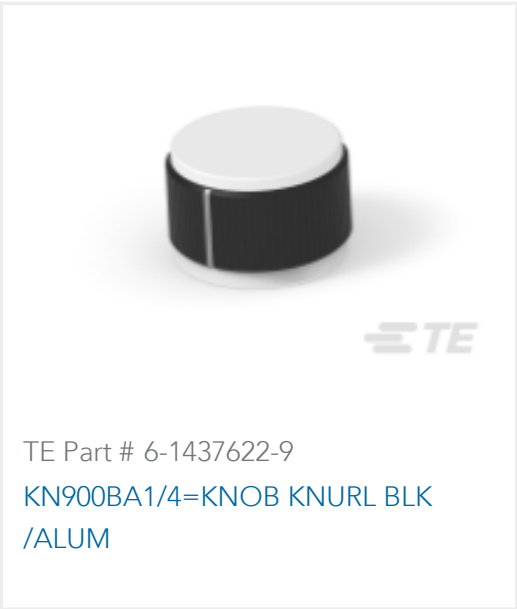 TE
TE Part # 6-1437622-9
KN900BA1/4=KNOB KNURL BLK
/ALUM